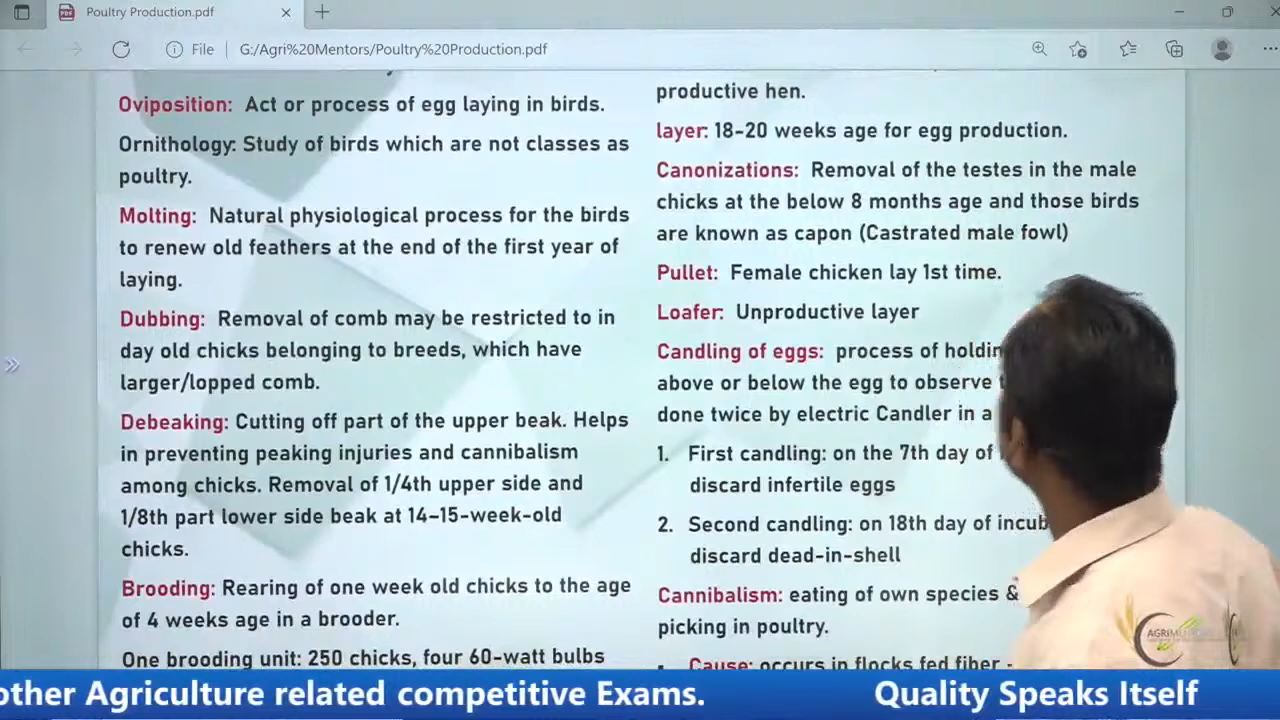 Poultry Production.pdf
File
G:/Agri%20Mentors/Poultry%20Production.pdf
Oviposition: Act or process of egg laying in birds.
Ornithology: Study of birds which are not classes as
poultry.
Molting: Natural physiological process for the birds
to renew old feathers at the end of the first year of
laying.
Dubbing: Removal of comb may be restricted to in
day old chicks belonging to breeds, which have
larger/lopped comb.
Debeaking: Cutting off part of the upper beak. Helps
in preventing peaking injuries and cannibalism
among chicks. Removal of 1/4th upper side and
1/8th part lower side beak at 14-15-week-old
chicks.
Brooding: Rearing of one week old chicks to the age
of 4 weeks age in a brooder.
One brooding unit: 250 chicks, four 60-watt bulbs
productive hen.
layer: 18-20 weeks age for egg production.
Canonizations: Removal of the testes in the male
chicks at the below 8 months age and those birds
are known as capon (Castrated male fowl)
Pullet: Female chicken lay 1st time.
Loafer: Unproductive layer
Candling of eggs: process of holdin
above or below the egg to observe
done twice by electric Candler in a
1. First candling: on the 7th day of
discard infertile eggs
2. Second candling: on 18th day of incub
discard dead-in-shell
Cannibalism: eating of own species &
picking in poultry.
Cause: occurs in flocks fed fiber -
other Agriculture related competitive Exams.
Quality Speaks Itself